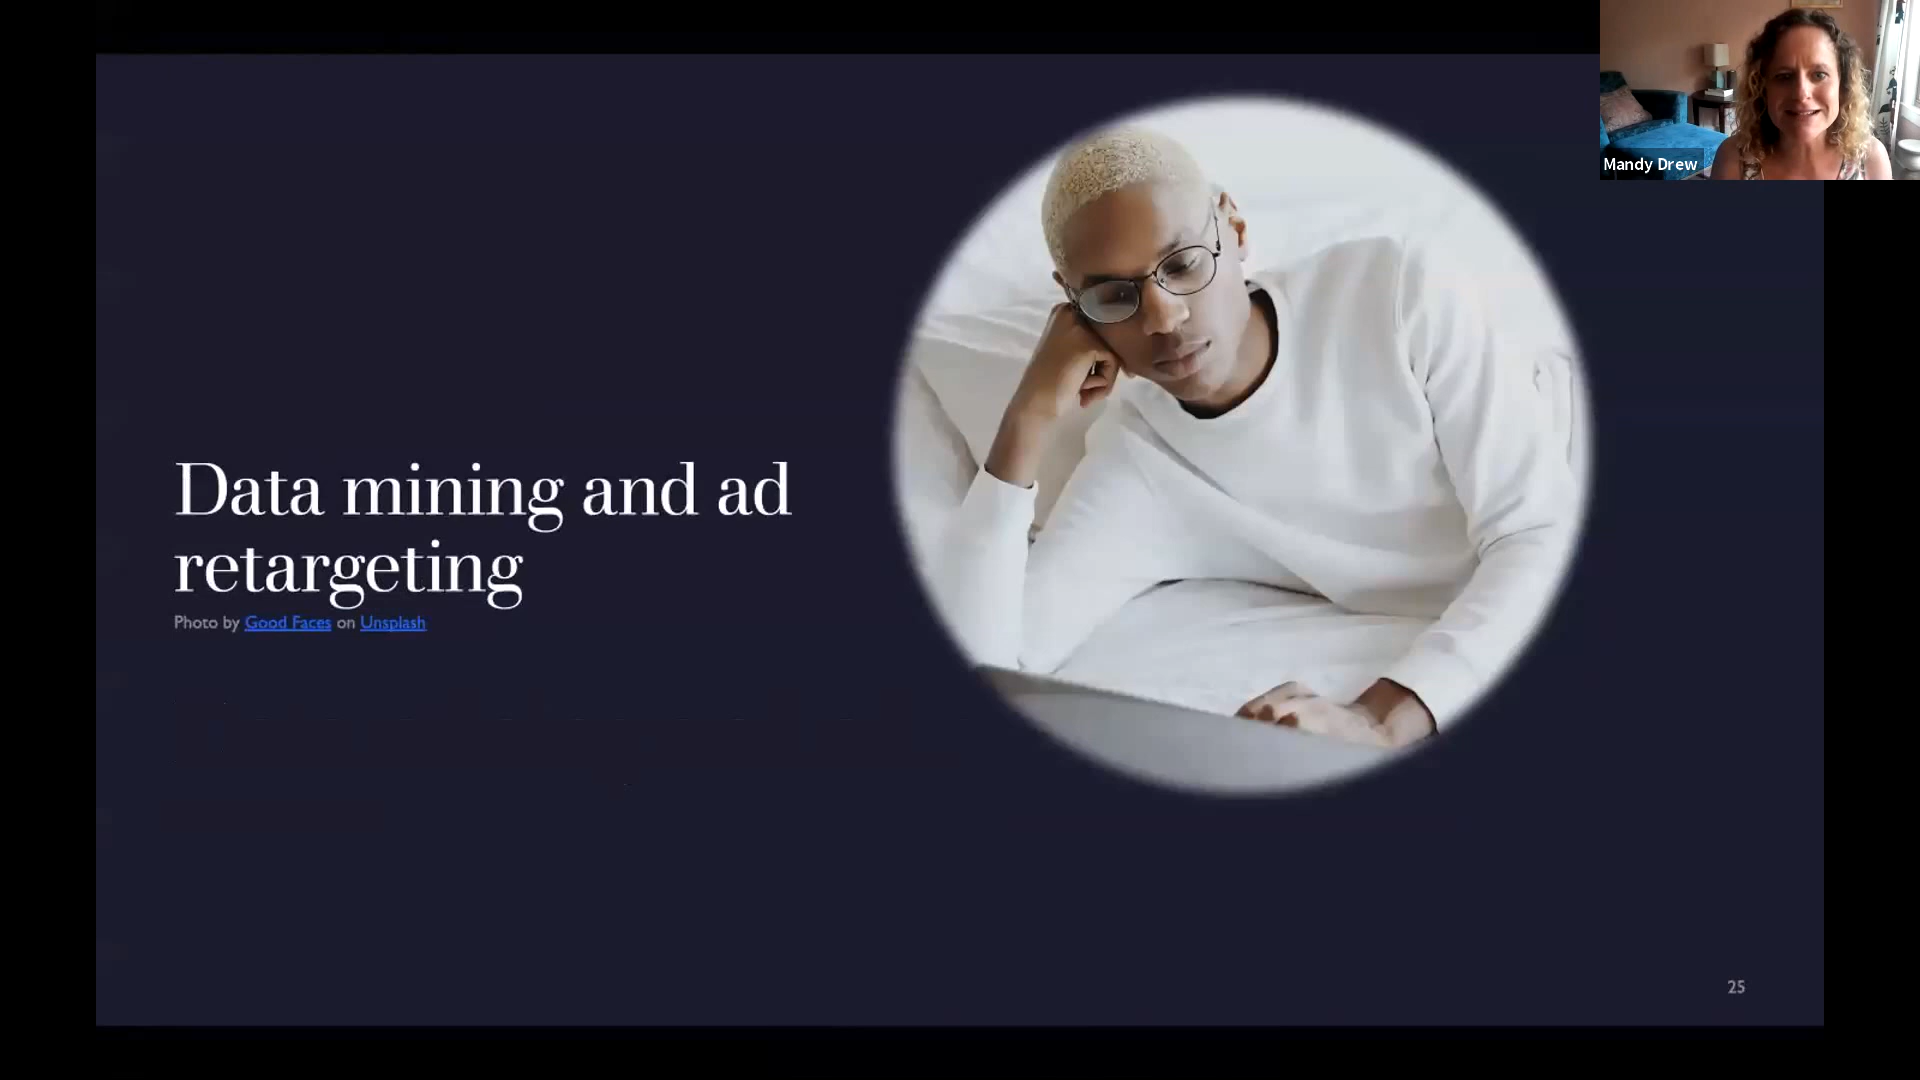 Mandy Drew
Data mining and ad
retargeting
Photo by Good Faces on Unsplash
25